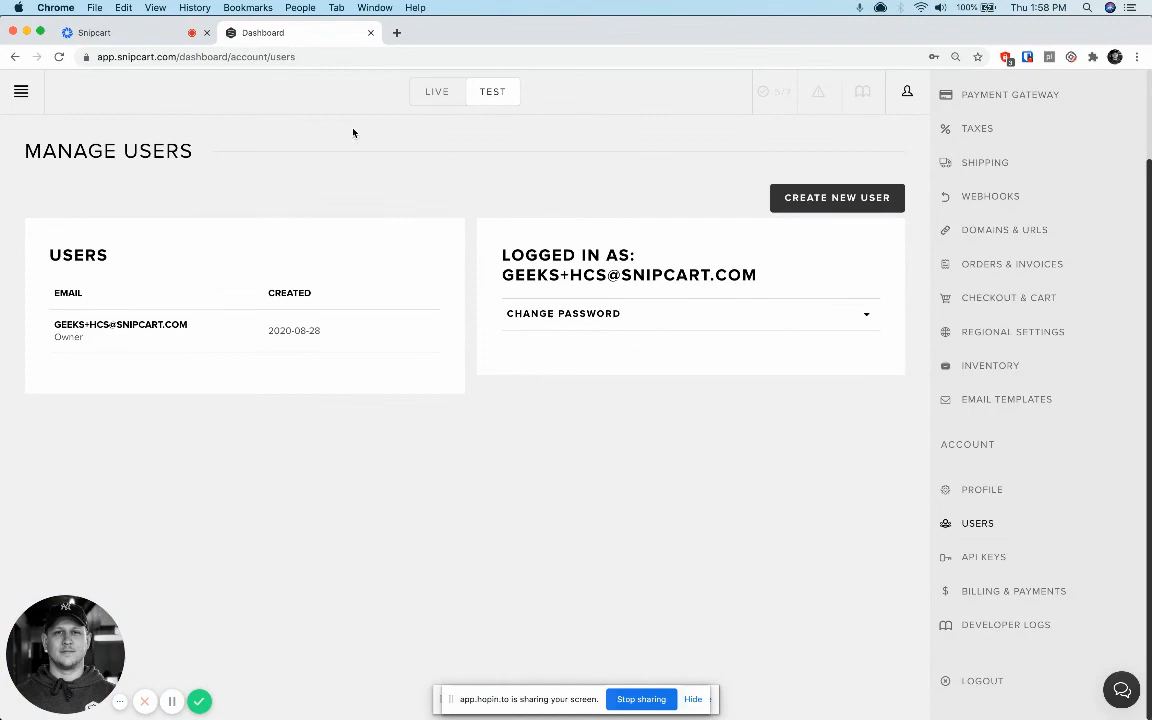 Chrome File Edit View History Bookmarks People Tab Window Help 100% Thu 1:58 PM
Snipcart Dashboard
app.snipcart.com/dashboard/account/users 3
LIVE TEST 5/7
PAYMENT GATEWAY
TAXES
SHIPPING
WEBHOOKS
DOMAINS & URLS
ORDERS & INVOICES
CHECKOUT & CART
REGIONAL SETTINGS
INVENTORY
EMAIL TEMPLATES
ACCOUNT
PROFILE
USERS
API KEYS
BILLING & PAYMENTS
DEVELOPER LOGS
LOGOUT
MANAGE USERS
CREATE NEW USER
USERS
EMAIL CREATED
GEEKS+HCS@SNIPCART.COM 2020-08-28
Owner
LOGGED IN AS:
GEEKS+HCS@SNIPCART.COM
CHANGE PASSWORD
app.hopin.to is sharing your screen. Stop sharing Hide